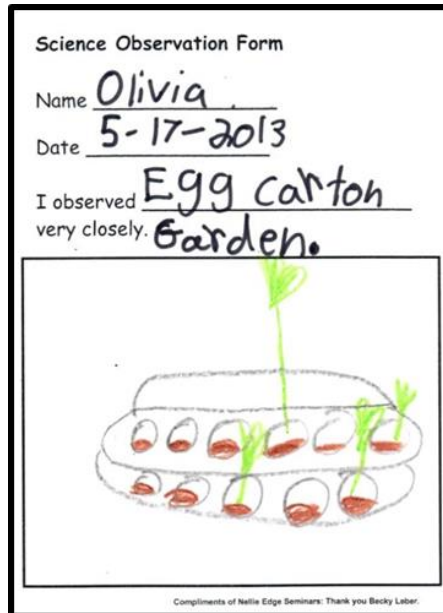 Science Observation Form
Name Olivia
Date 5-17-2013
I observed Egg carton
very closely. Garden.
Compliments of Nellie Edge Seminars: Thank you Becky Leber.